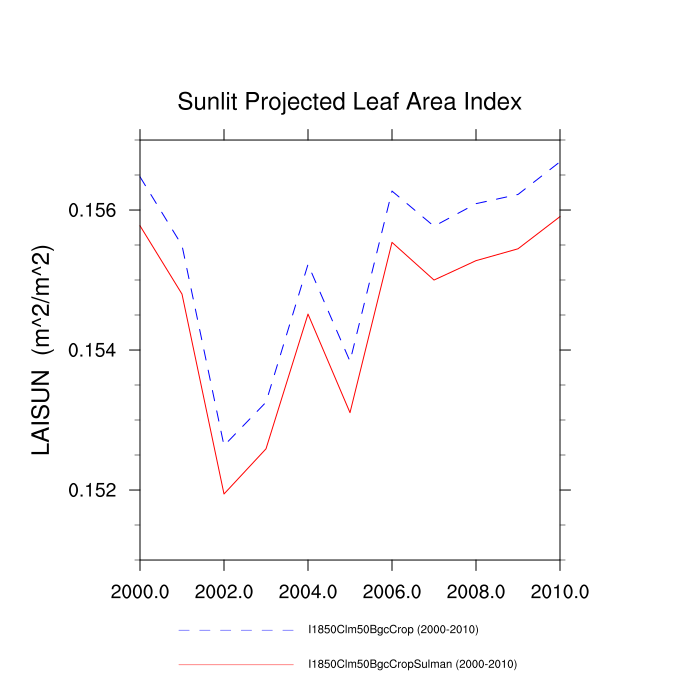 Sunlit Projected Leaf Area Index
0.156
0.154
0.152
LAISUN (m^2/m^2)
2000.0 2002.0 2004.0 2006.0 2008.0 2010.0
I1850Clm50BgcCrop (2000-2010)
I1850Clm50BgcCropSulman (2000-2010)